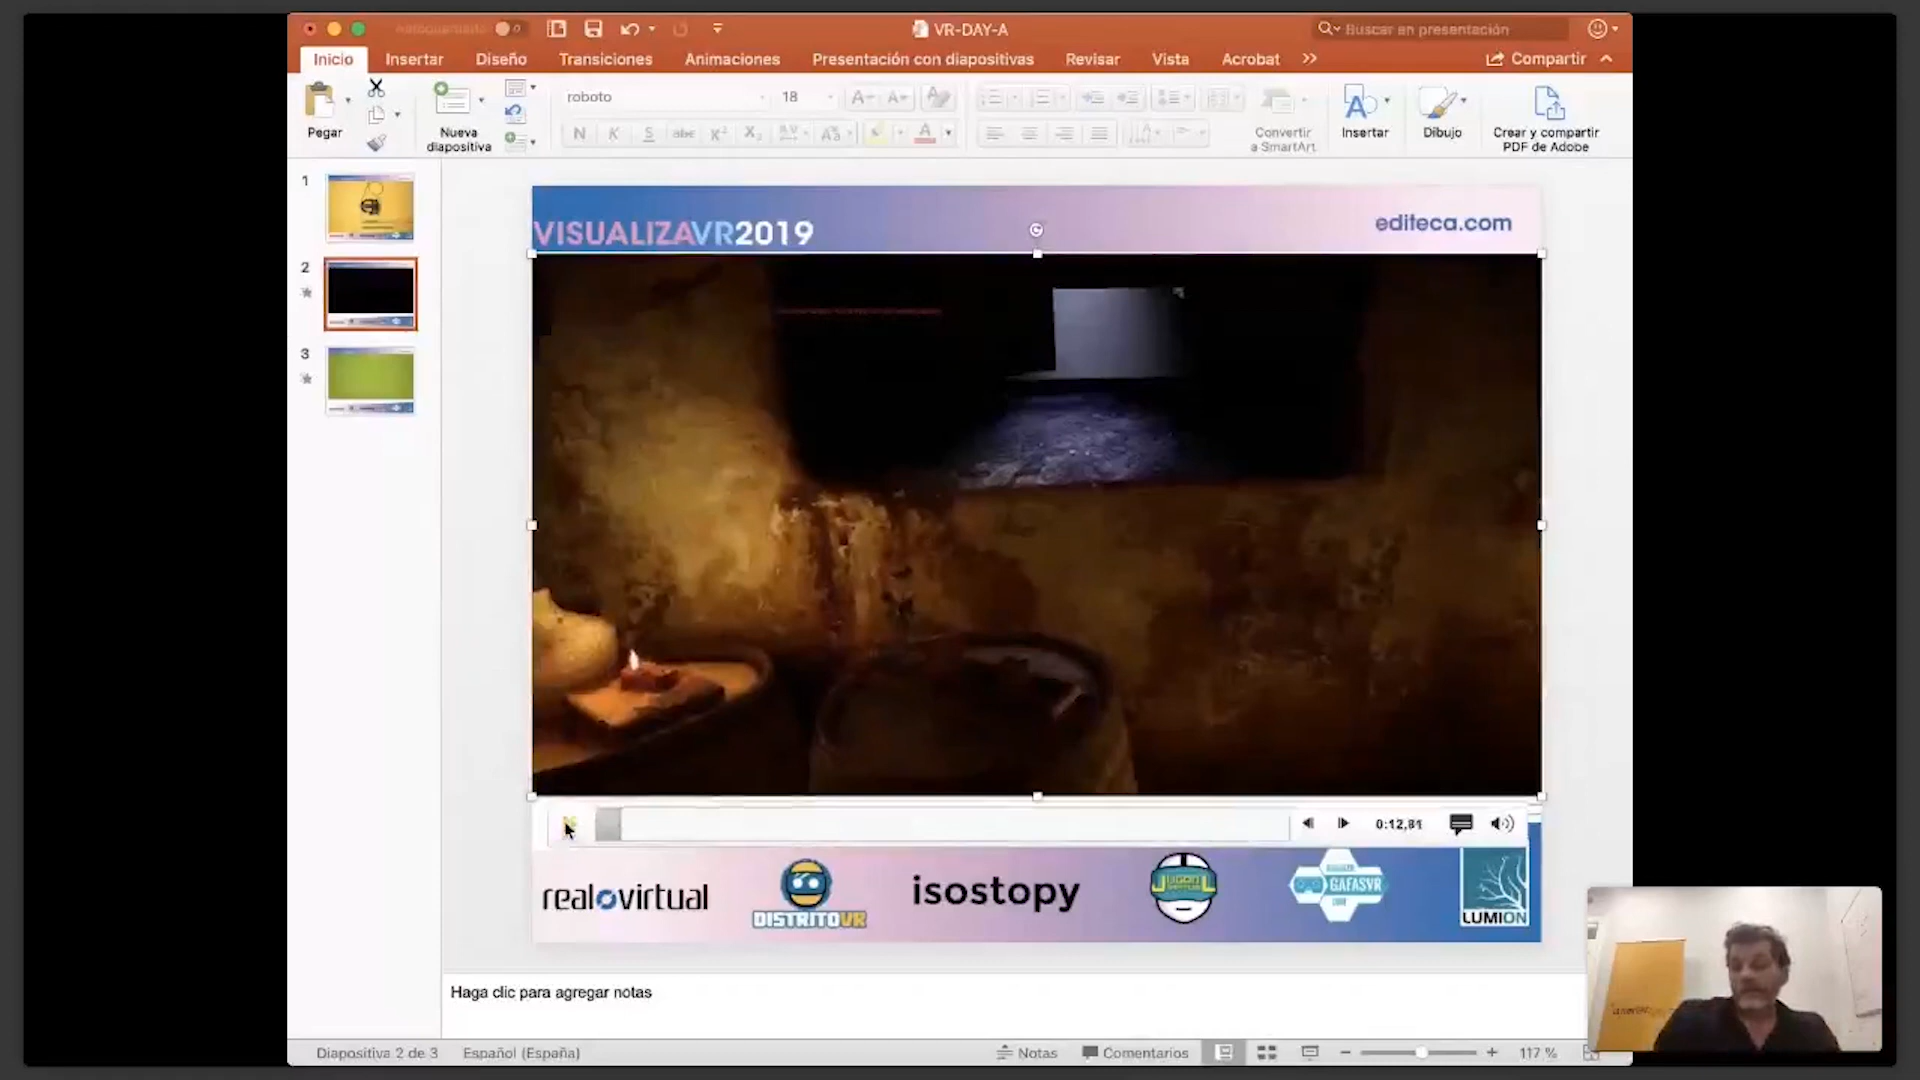 VR-DAY-A
Buscar en presentación
Inicio
Insertar
Diseño
Transiciones
Animaciones
Presentación con diapositivas
Revisar
Vista
Acrobat
Compartir
Pegar
Nueva
diapositiva
roboto
18
Convertir
a SmartArt
Insertar
Dibujo
Crear y compartir
PDF de Adobe
1
2
3
VISUALIZAVR2019
editeca.com
0:12,81
realovirtual
DISTRITOVR
isostopy
GAFASVR
LUMION
Haga clic para agregar notas
Diapositiva 2 de 3
Español (España)
Notas
Comentarios
117 %